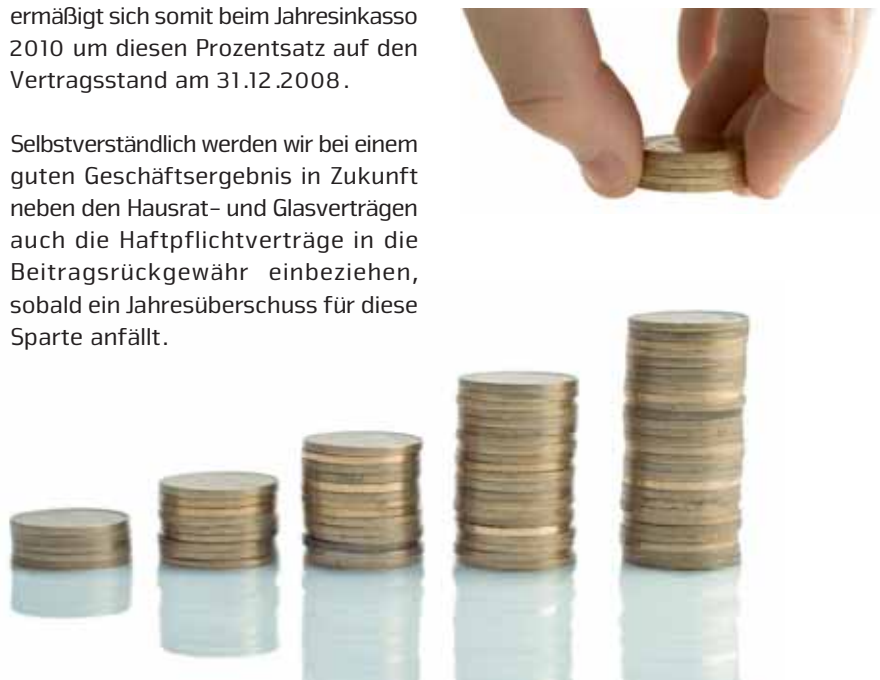 ermäßigt sich somit beim Jahresinkasso
2010 um diesen Prozentsatz auf den
Vertragsstand am 31.12.2008.
Selbstverständlich werden wir bei einem
guten Geschäftsergebnis in Zukunft
neben den Hausrat- und Glasverträgen
auch die Haftpflichtverträge in die
Beitragsrückgewähr einbeziehen,
sobald ein Jahresüberschuss für diese
Sparte anfällt.